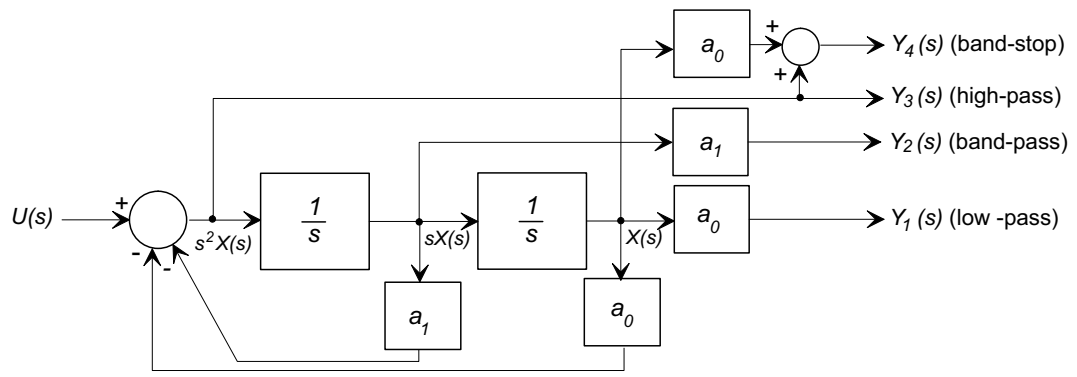 a₀
+
+
Y₄(s) (band-stop)
Y₃(s) (high-pass)
a₁
Y₂(s) (band-pass)
U(s)
+
-
-
s²X(s)
1/s
sX(s)
1/s
X(s)
a₀
Y₁(s) (low -pass)
a₁
a₀